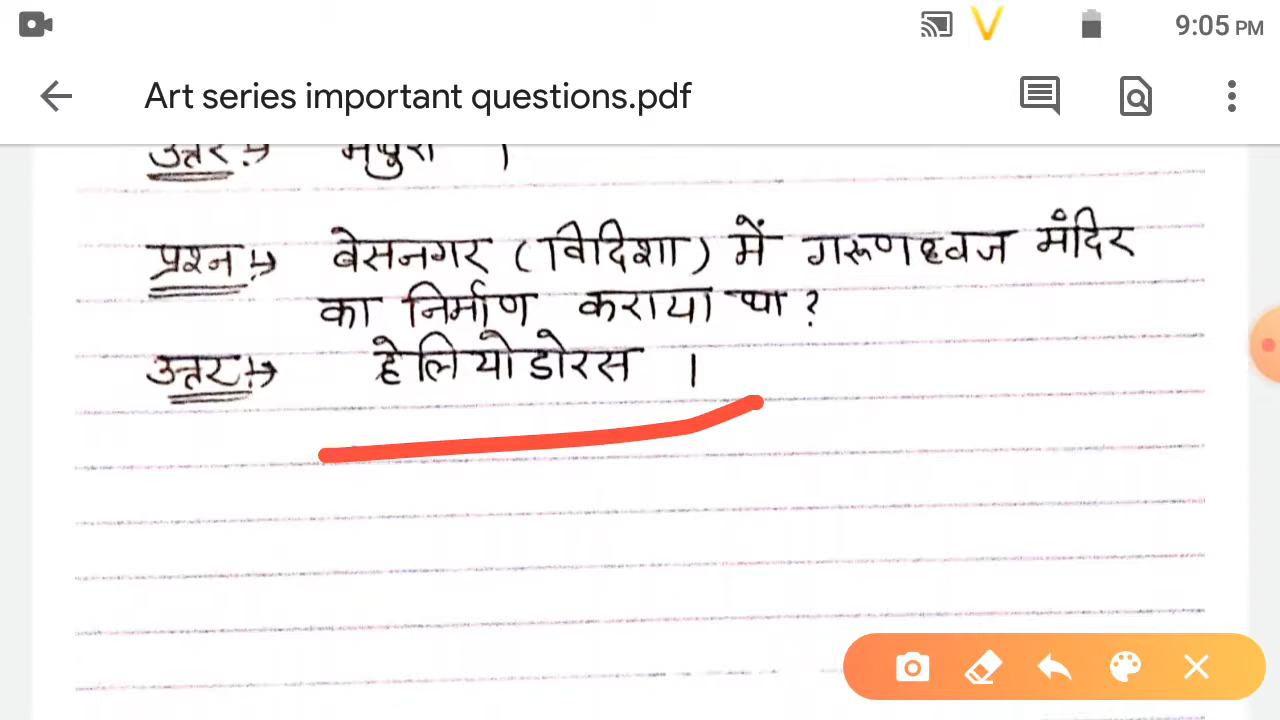 9:05 PM
Art series important questions.pdf
उत्तर :→ मथुरा ।
प्रश्न :→ बेसनगर (विदिशा) में गरूणध्वज मंदिर
का निर्माण कराया था ?
उत्तर :→ हेलियोडोरस ।